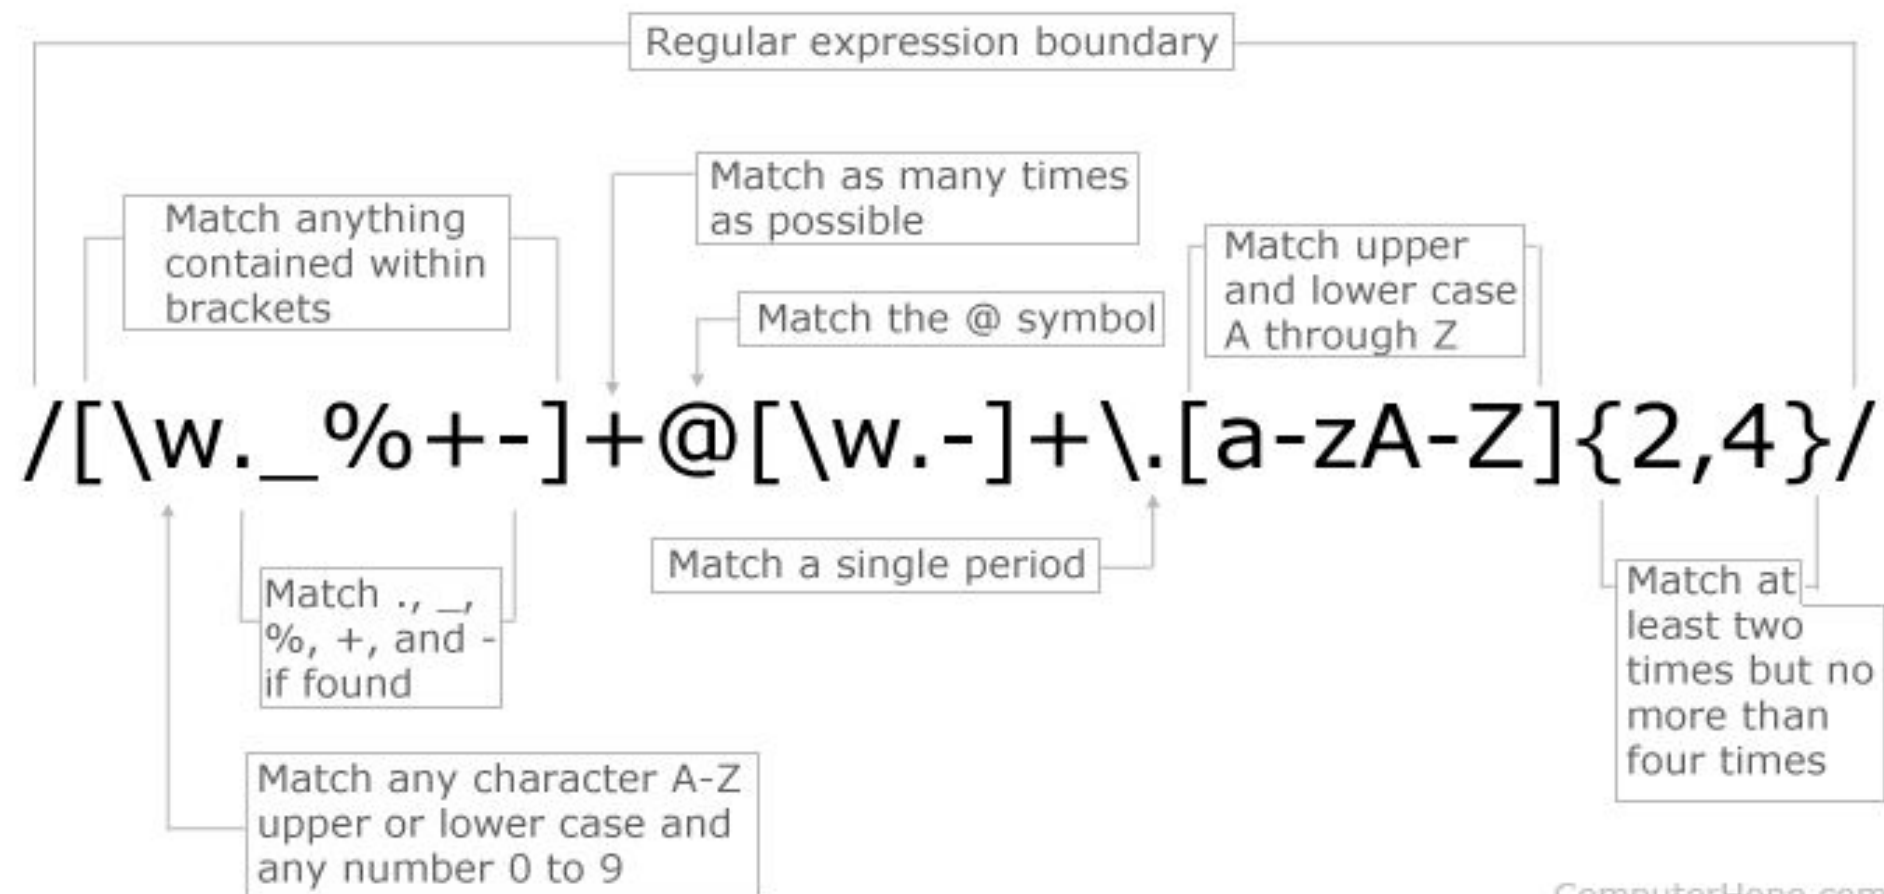 Regular expression boundary
Match as many times
as possible
Match anything
contained within
brackets
Match upper
and lower case
A through Z
Match the @ symbol
/[\w._%+-]+@[\w.-]+\.[a-zA-Z]{2,4}/
Match a single period
Match ., _,
%, +, and -
if found
Match at
least two
times but no
more than
four times
Match any character A-Z
upper or lower case and
any number 0 to 9
ComputerHope.com